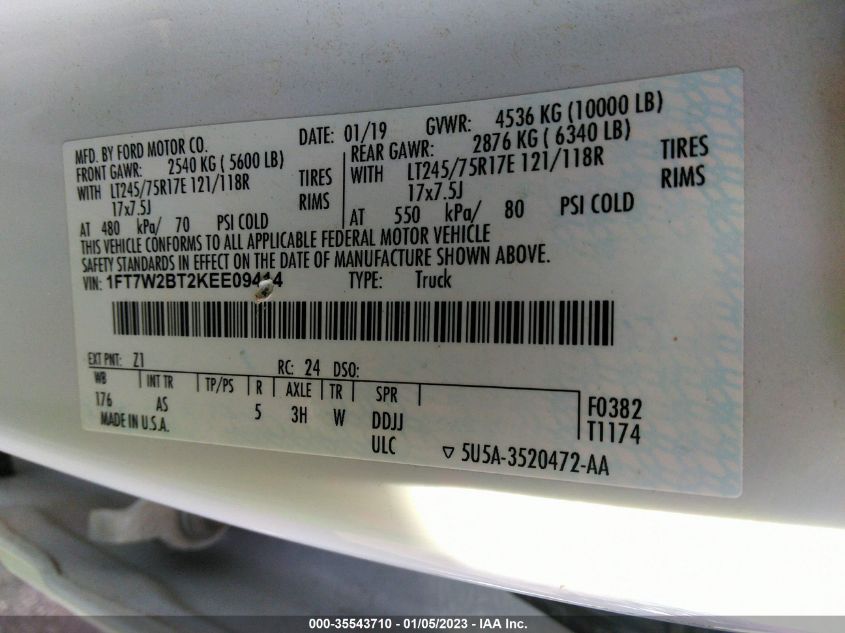 MFD. BY FORD MOTOR CO. DATE: 01/19 GVWR: 4536 KG (10000 LB)
FRONT GAWR: 2540 KG ( 5600 LB) REAR GAWR: 2876 KG ( 6340 LB)
WITH LT245/75R17E 121/118R TIRES WITH LT245/75R17E 121/118R TIRES
17x7.5J RIMS 17x7.5J RIMS
AT 480 kPa/ 70 PSI COLD AT 550 kPa/ 80 PSI COLD
THIS VEHICLE CONFORMS TO ALL APPLICABLE FEDERAL MOTOR VEHICLE
SAFETY STANDARDS IN EFFECT ON THE DATE OF MANUFACTURE SHOWN ABOVE.
VIN: 1FT7W2BT2KEE09414 TYPE: Truck
EXT PNT: Z1 RC: 24 DSO:
WB INT TR TP/PS R AXLE TR SPR
176 AS 5 3H W DDJJ F0382
MADE IN U.S.A. ULC T1174
5U5A-3520472-AA
000-35543710 - 01/05/2023 - IAA Inc.